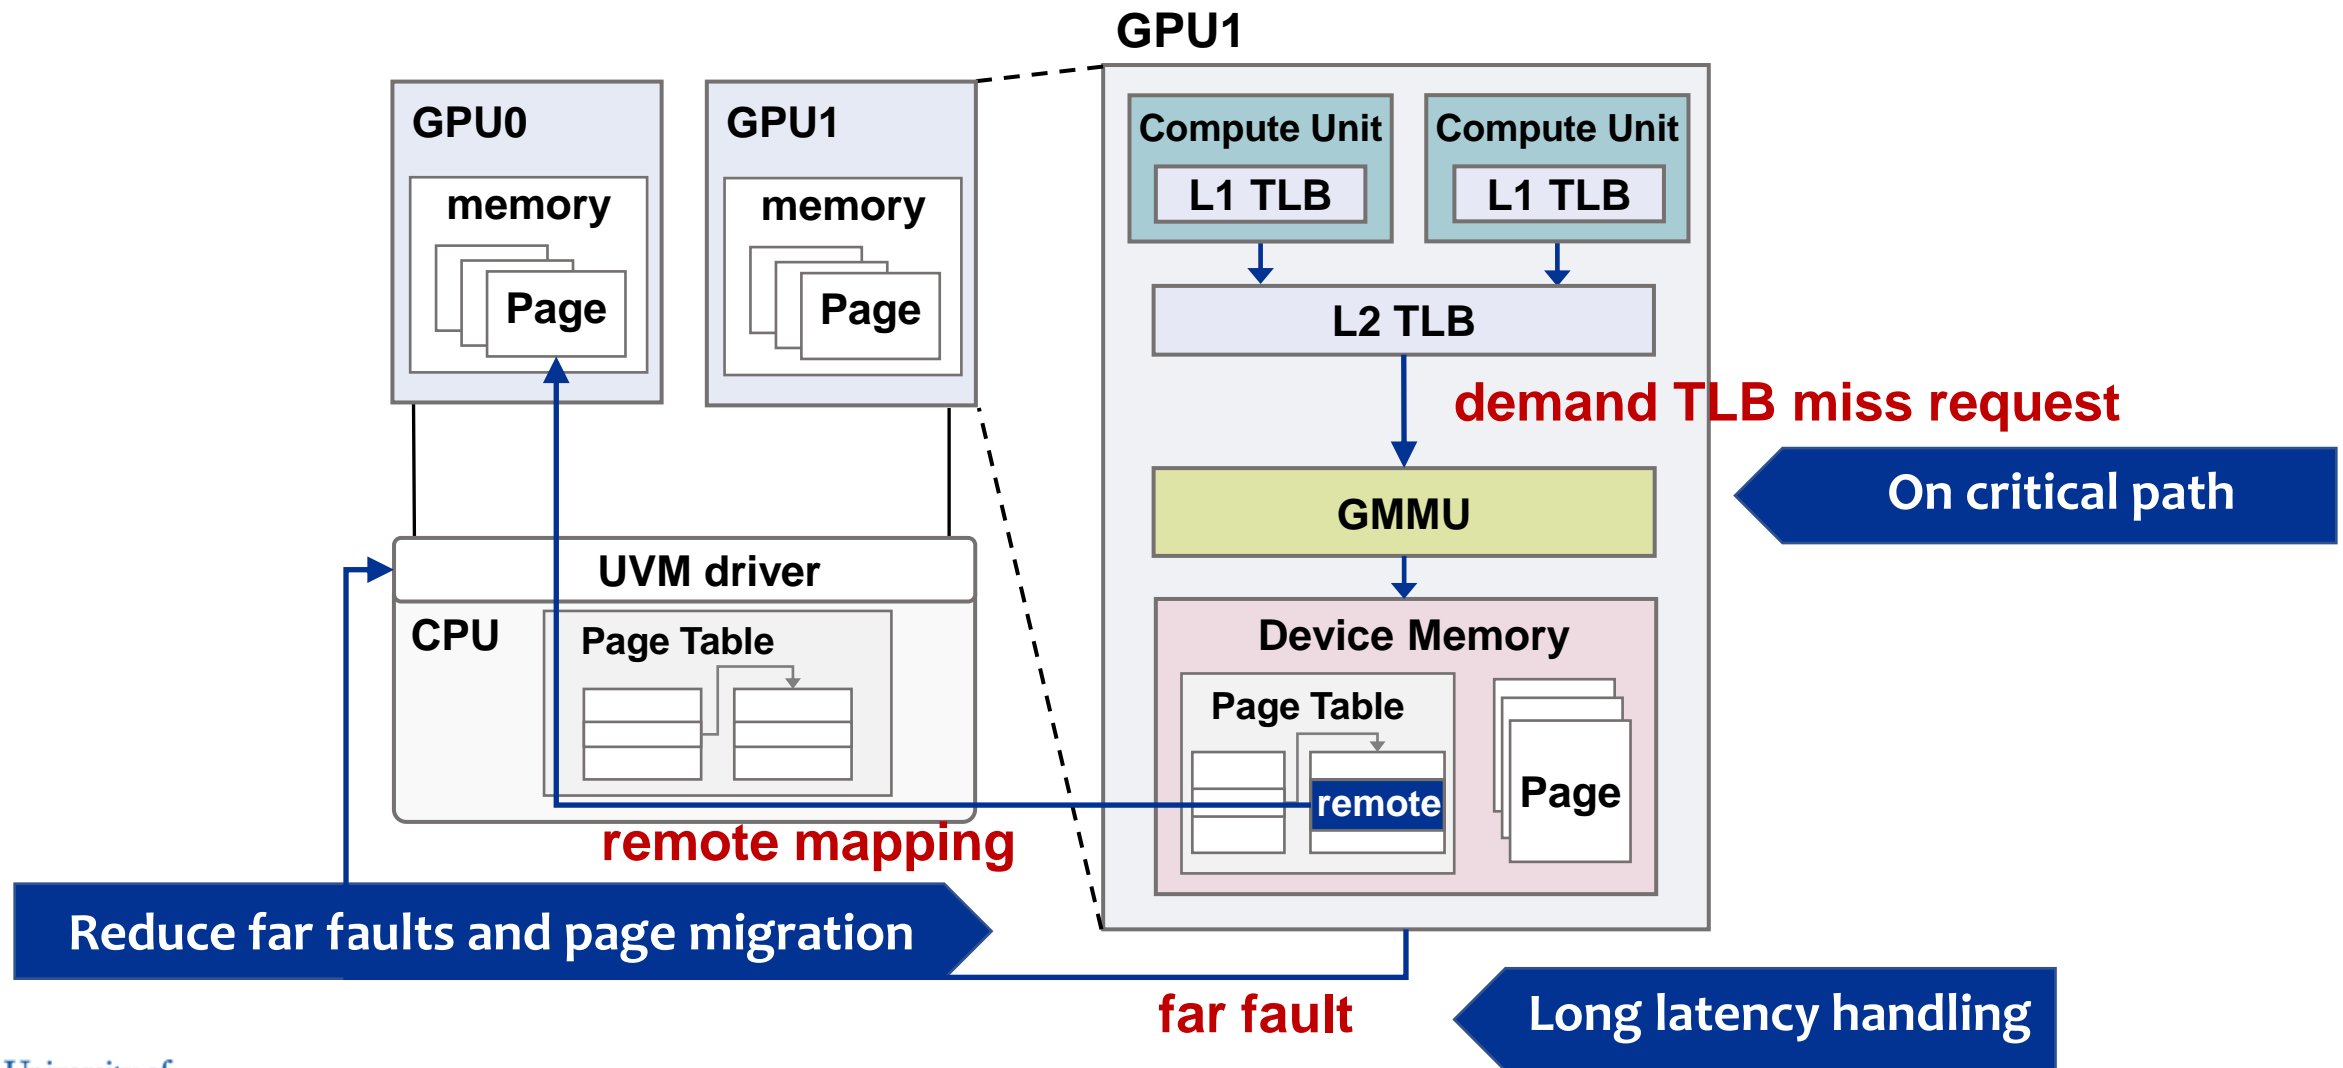 GPU1
GPU0
GPU1
memory
memory
Page
Page
UVM driver
CPU
Page Table
Compute Unit
Compute Unit
L1 TLB
L1 TLB
L2 TLB
demand TLB miss request
On critical path
GMMU
Device Memory
Page Table
remote
Page
remote mapping
Reduce far faults and page migration
far fault
Long latency handling